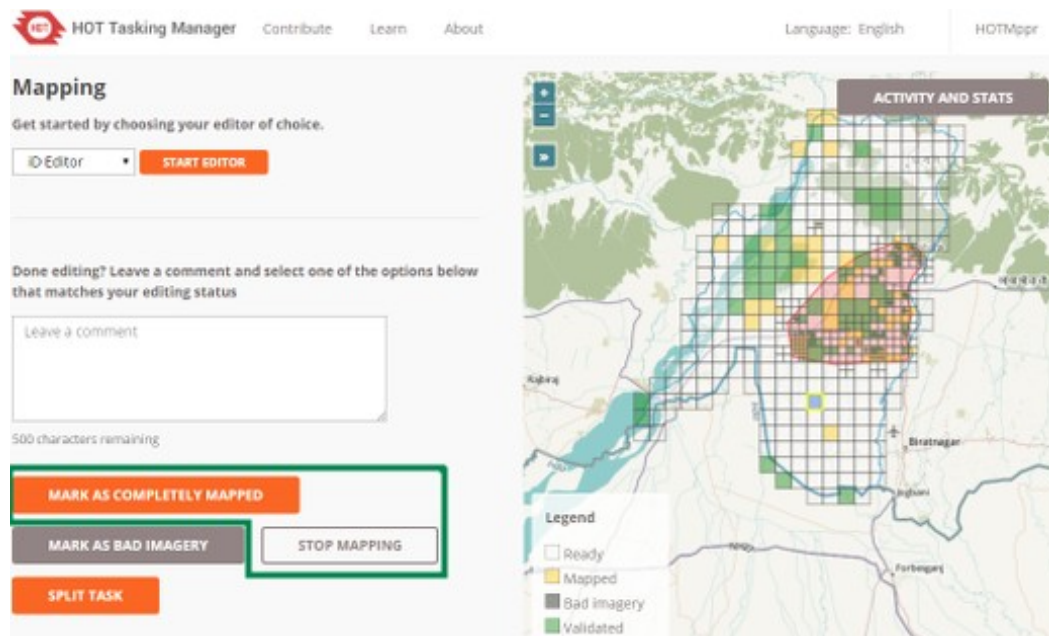 HOT
HOT Tasking Manager
Contribute
Learn
About
Language: English
HOTMppr
Mapping
Get started by choosing your editor of choice.
iD Editor
START EDITOR
Done editing? Leave a comment and select one of the options below
that matches your editing status
Leave a comment
500 characters remaining
MARK AS COMPLETELY MAPPED
MARK AS BAD IMAGERY
STOP MAPPING
SPLIT TASK
+
−
»
ACTIVITY AND STATS
Rajbiraj
Biratnagar
Jogbani
Forbesganj
Legend
Ready
Mapped
Bad imagery
Validated